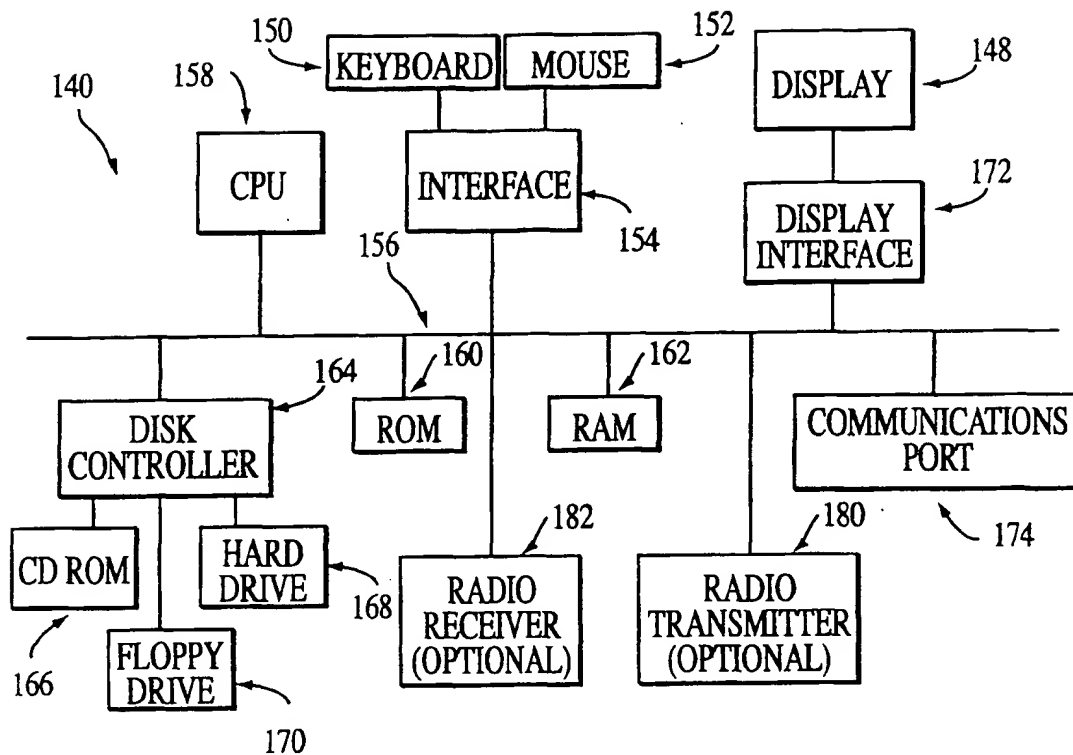 150
152
KEYBOARD
MOUSE
148
158
DISPLAY
140
CPU
INTERFACE
172
154
DISPLAY
INTERFACE
156
160
162
164
ROM
RAM
DISK
CONTROLLER
COMMUNICATIONS
PORT
182
180
174
CD ROM
HARD
DRIVE
168
RADIO
RECEIVER
(OPTIONAL)
RADIO
TRANSMITTER
(OPTIONAL)
166
FLOPPY
DRIVE
170